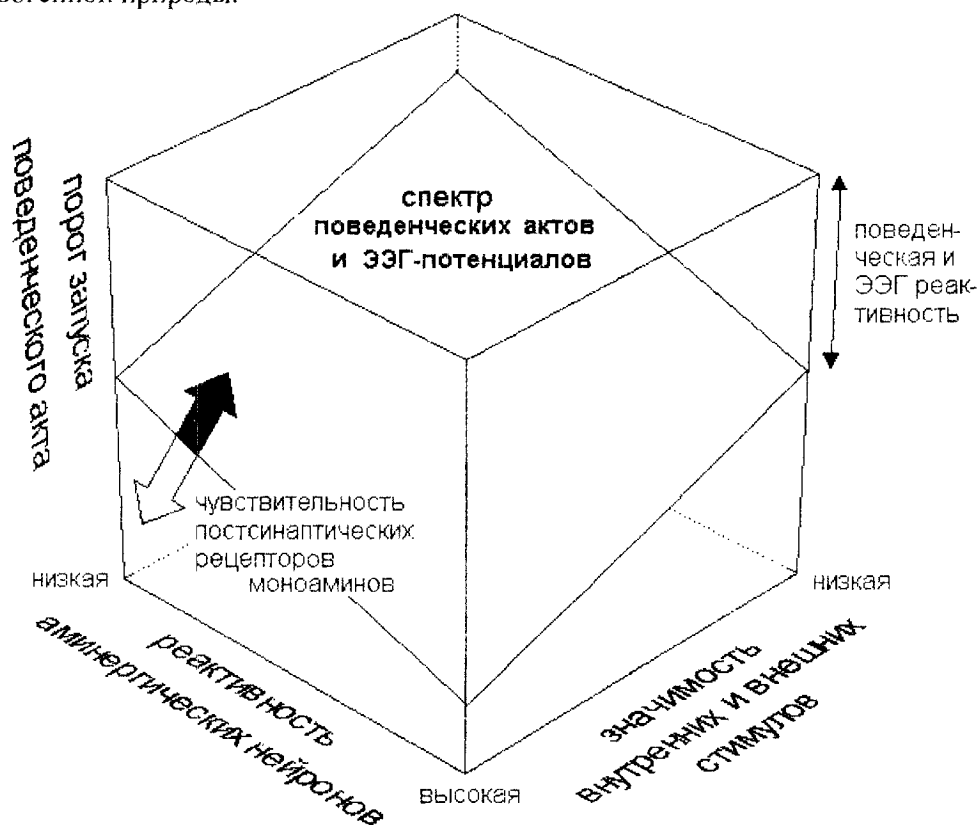 природы.
спектр
поведенческих актов
и ЭЭГ-потенциалов
порог запуска
поведенческого акта
поведен-
ческая и
ЭЭГ реак-
тивность
чувствительность
постсинаптических
рецепторов
моноаминов
низкая
низкая
реактивность
аминергических нейронов
высокая
значимость
внутренних и внешних
стимулов